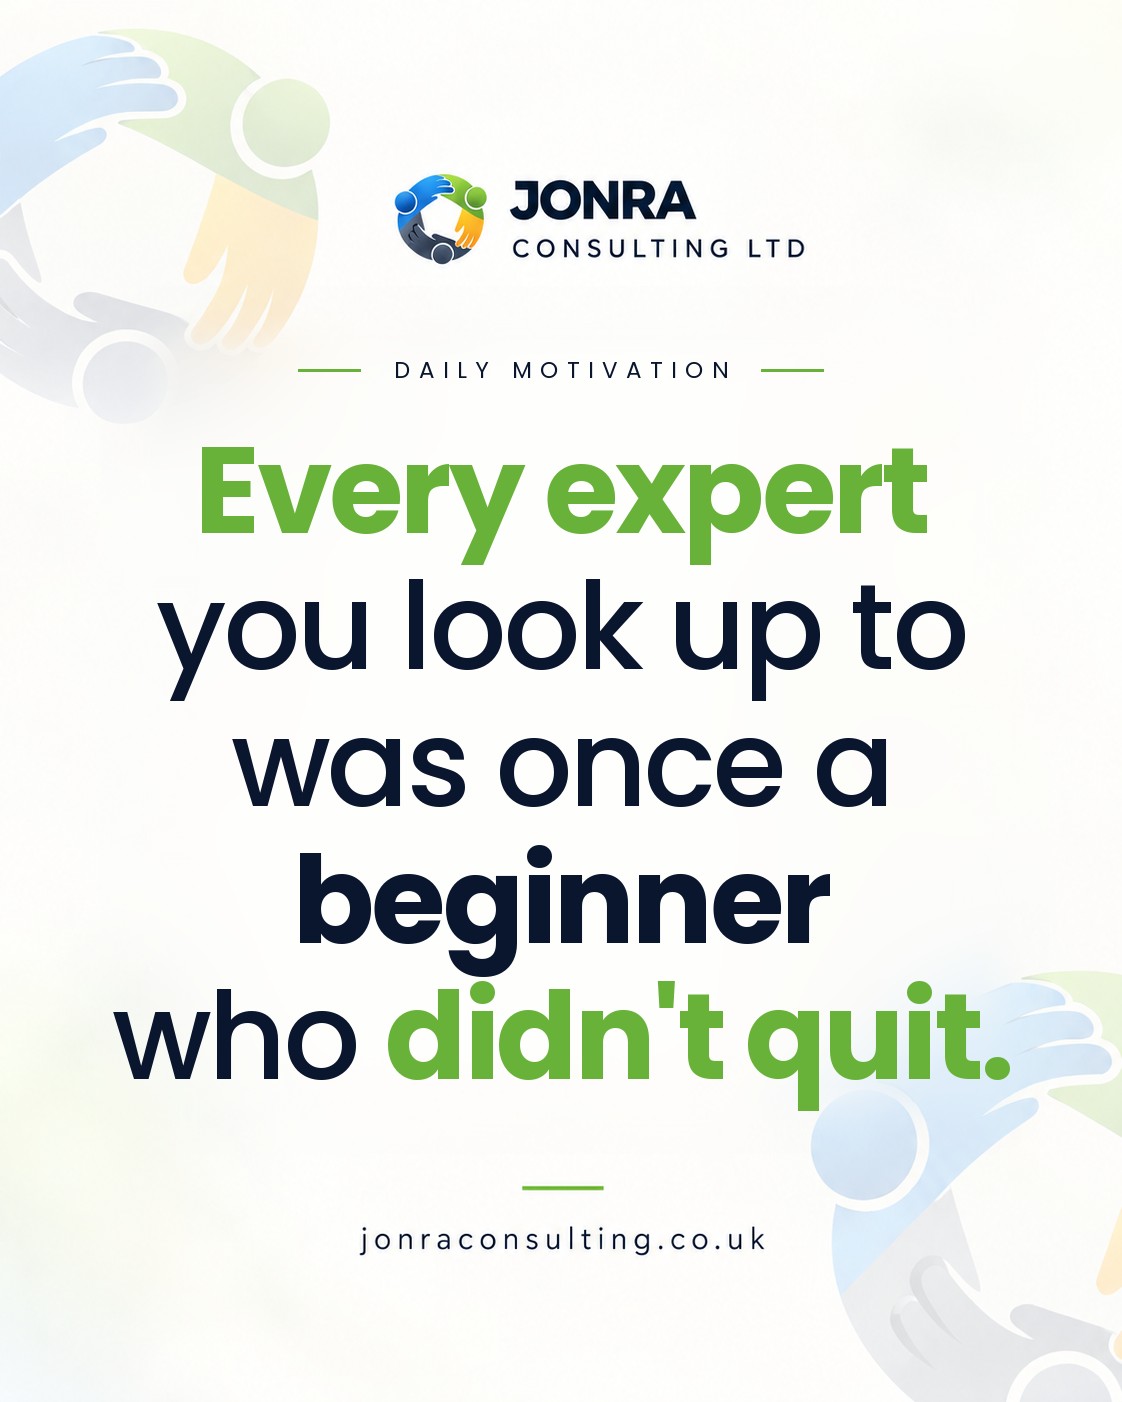 JONRA
CONSULTING LTD
DAILY MOTIVATION
Every expert
you look up to
was once a
beginner
who didn't quit.
jonraconsulting.co.uk